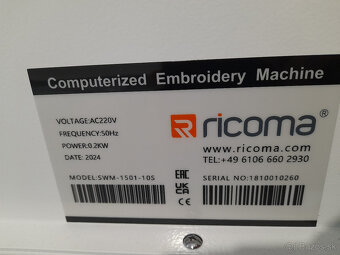 Computerized Embroidery Machine
VOLTAGE:AC220V
FREQUENCY:50Hz
POWER:0.2KW
DATE: 2024
ricoma®
www.ricoma.com
TEL:+49 6106 660 2930
MODEL:SWM-1501-10S
SERIAL NO:1810010260
EAC
UK
CA
CE